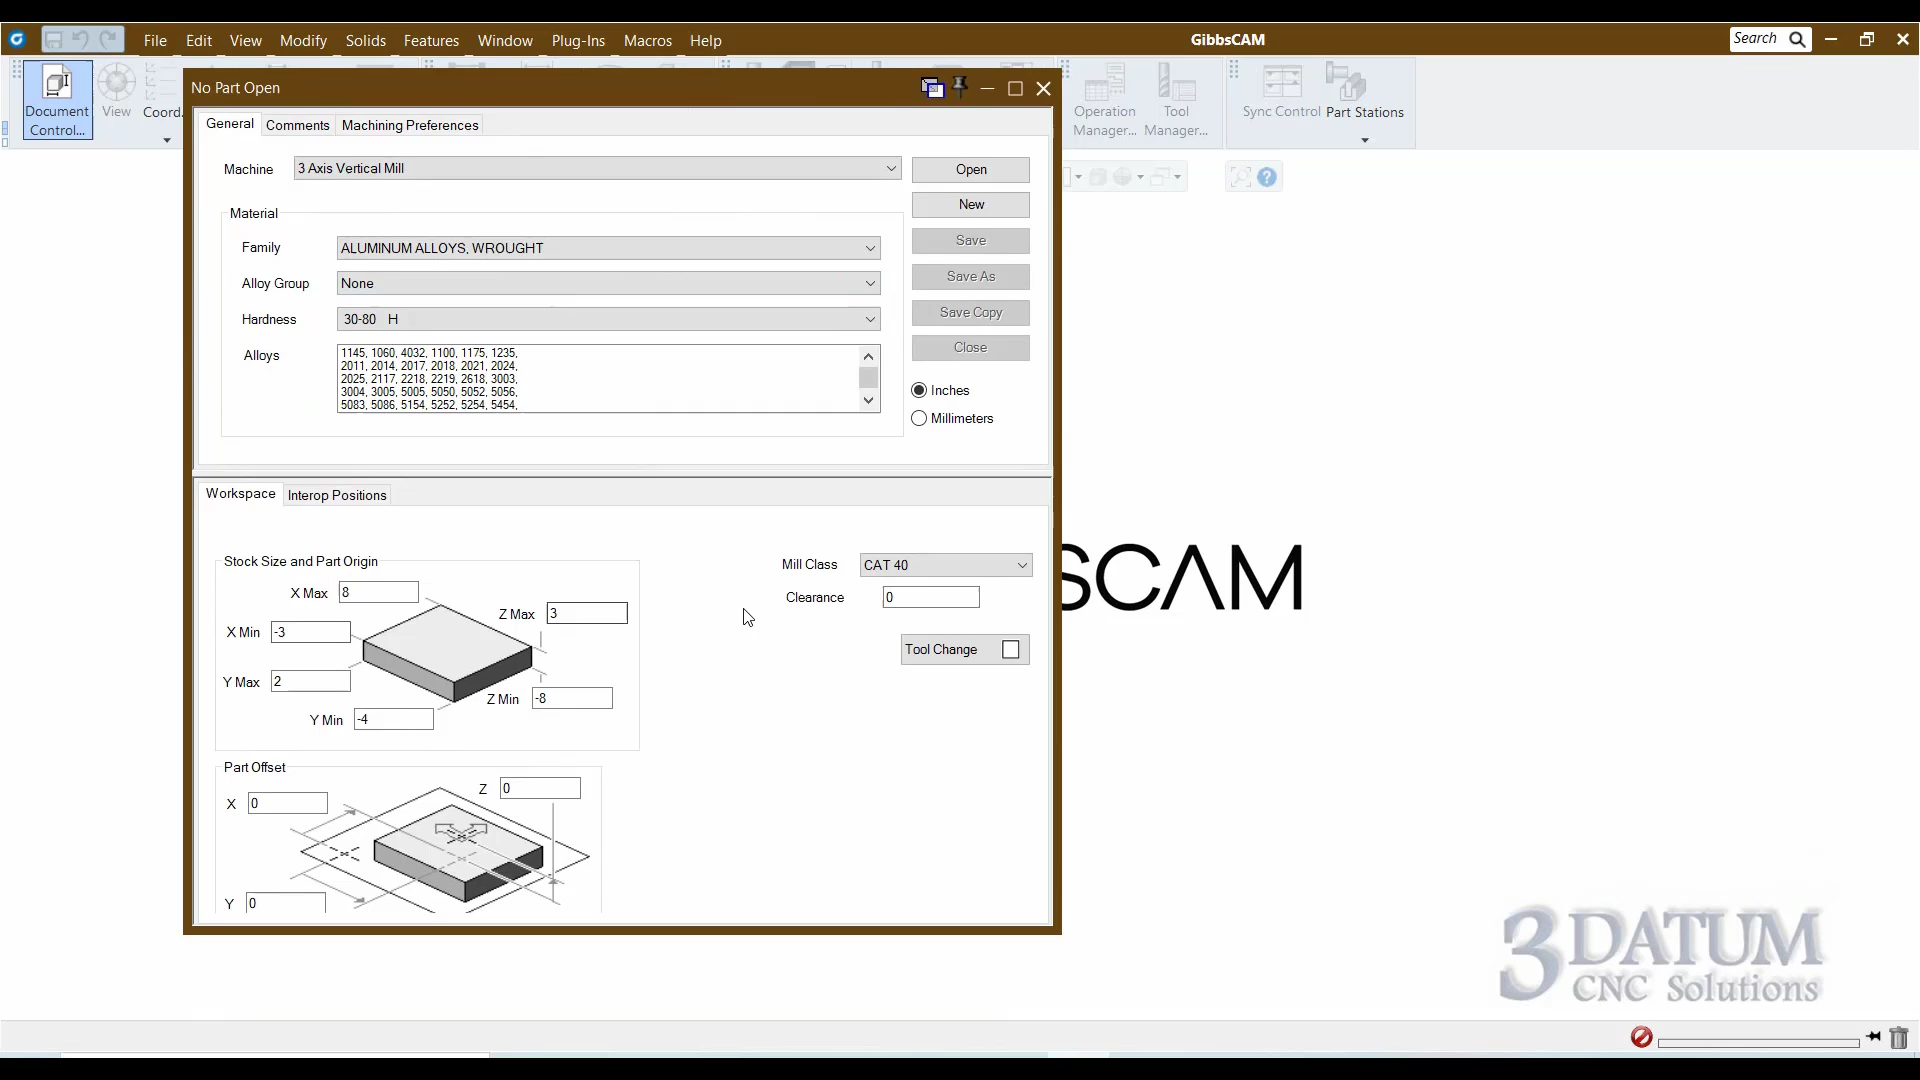 File Edit View Modify Solids Features Window Plug-Ins Macros Help
GibbsCAM
Search
Document
Control...
View
Coord.
Operation
Manager...
Tool
Manager...
Sync Control
Part Stations
No Part Open
General
Comments
Machining Preferences
Machine
3 Axis Vertical Mill
Open
New
Save
Save As
Save Copy
Close
Inches
Millimeters
Material
Family
ALUMINUM ALLOYS, WROUGHT
Alloy Group
None
Hardness
30-80 H
Alloys
1145, 1060, 4032, 1100, 1175, 1235,
2011, 2014, 2017, 2018, 2021, 2024,
2025, 2117, 2218, 2219, 2618, 3003,
3004, 3005, 5005, 5050, 5052, 5056,
5083, 5086, 5154, 5252, 5254, 5454,
Workspace
Interop Positions
Stock Size and Part Origin
X Max 8
Z Max 3
X Min -3
Y Max 2
Z Min -8
Y Min -4
Mill Class
CAT 40
Clearance
0
Tool Change
Part Offset
Z 0
X 0
Y 0
SCAM
3DATUM
CNC Solutions